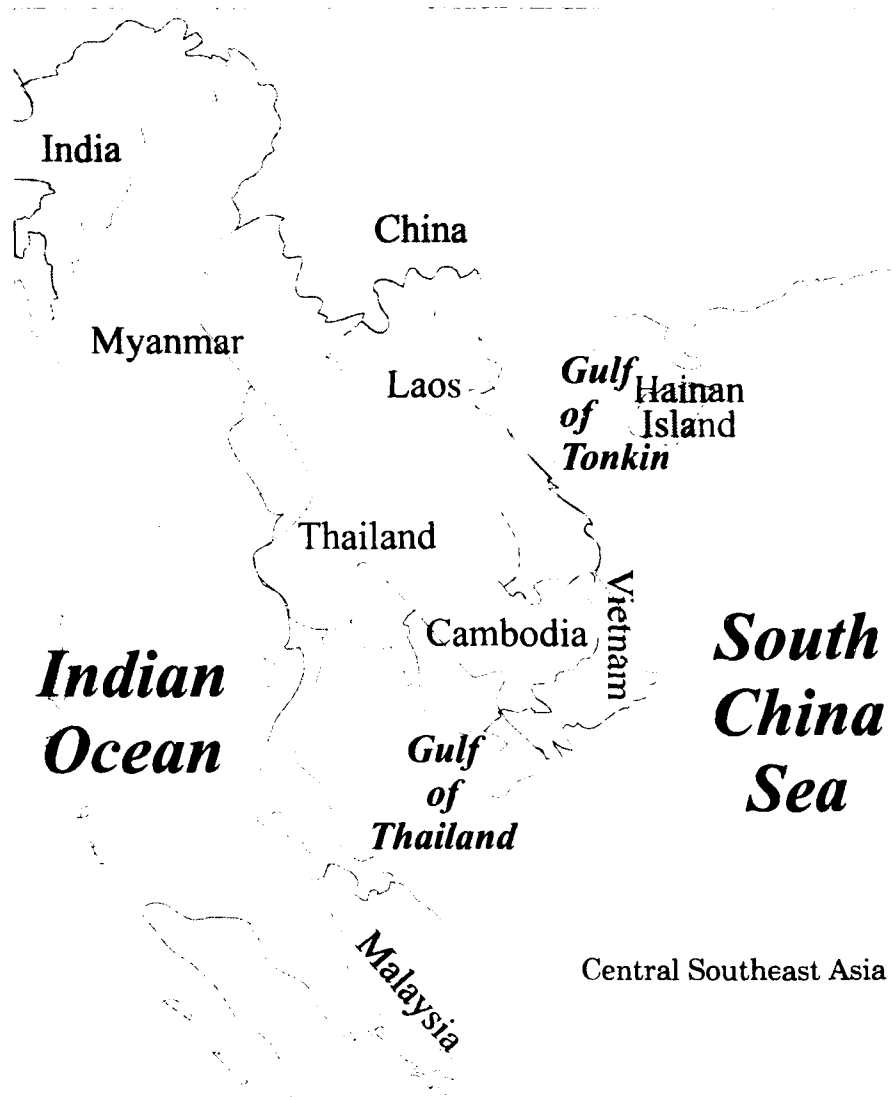 India
China
Myanmar
Laos
Gulf
of
Tonkin
Hainan
Island
Thailand
Cambodia
Vietnam
Indian
Ocean
South
China
Sea
Gulf
of
Thailand
Malaysia
Central Southeast Asia